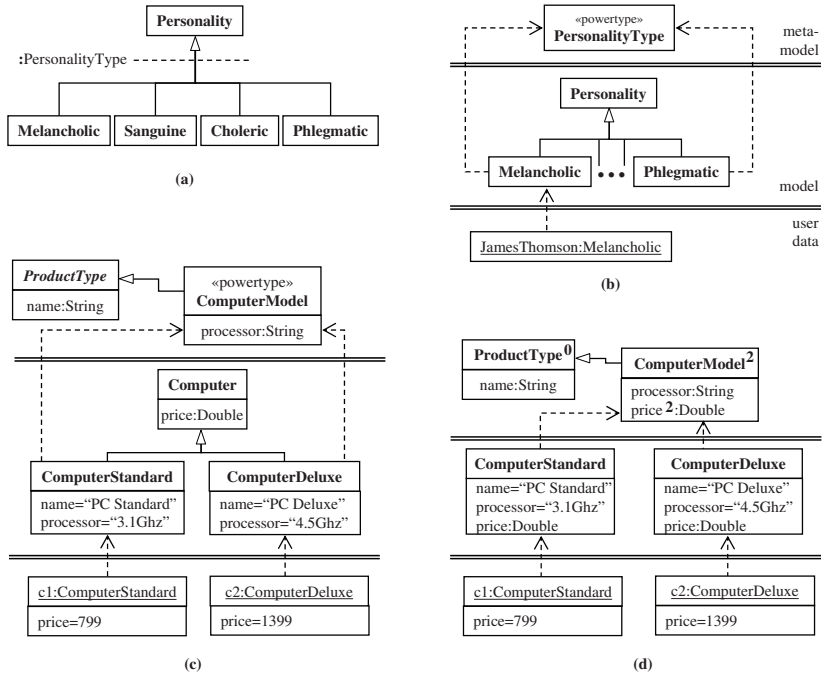 Personality
:PersonalityType
Melancholic
Sanguine
Choleric
Phlegmatic
(a)
«powertype»
PersonalityType
meta-
model
Personality
Melancholic
•••
Phlegmatic
model
user
data
JamesThomson:Melancholic
(b)
ProductType
name:String
«powertype»
ComputerModel
processor:String
Computer
price:Double
ComputerStandard
name=“PC Standard”
processor=“3.1Ghz”
ComputerDeluxe
name=“PC Deluxe”
processor=“4.5Ghz”
c1:ComputerStandard
price=799
c2:ComputerDeluxe
price=1399
(c)
ProductType0
name:String
ComputerModel2
processor:String
price2:Double
ComputerStandard
name=“PC Standard”
processor=“3.1Ghz”
price:Double
ComputerDeluxe
name=“PC Deluxe”
processor=“4.5Ghz”
price:Double
c1:ComputerStandard
price=799
c2:ComputerDeluxe
price=1399
(d)